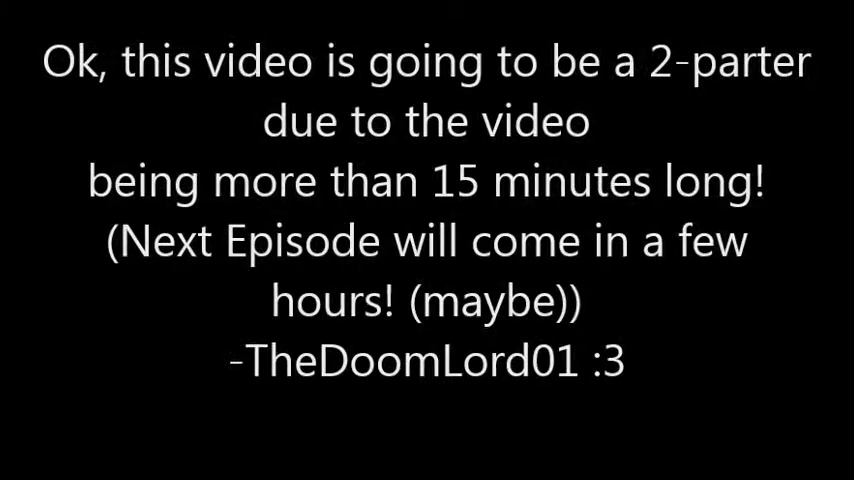 Ok, this video is going to be a 2-parter
due to the video
being more than 15 minutes long!
(Next Episode will come in a few
hours! (maybe))
-TheDoomLord01 :3